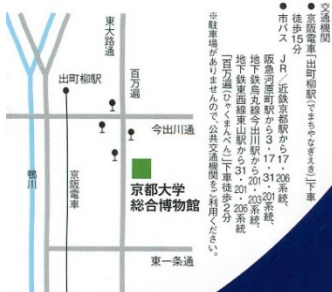 交通機関
●京阪電車「出町柳駅(でまちやなぎえき)」下車
徒歩15分
●市バス JR/近鉄京都駅から17・206系統、
阪急河原町駅から3・17・31・201系統、
地下鉄烏丸線今出川駅から201・203系統、
地下鉄東西線東山駅から31・201・206系統
「百万遍(ひゃくまんべん)」下車徒歩2分
※駐車場がありませんので、公共交通機関をご利用ください。
東大路通
百万遍
出町柳駅
今出川通
京都大学
総合博物館
鴨川
京阪電車
東一条通